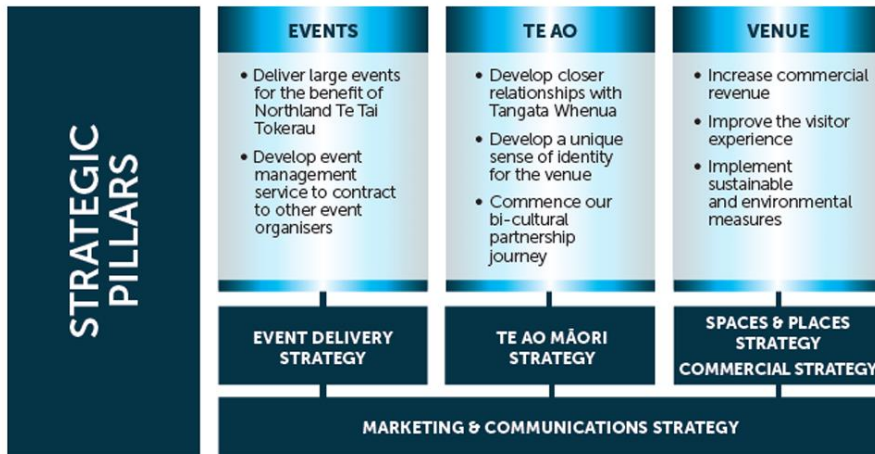 STRATEGIC
PILLARS
EVENTS
• Deliver large events
for the benefit of
Northland Te Tai
Tokerau
• Develop event
management
service to contract
to other event
organisers
EVENT DELIVERY
STRATEGY
TE AO
• Develop closer
relationships with
Tangata Whenua
• Develop a unique
sense of identity
for the venue
• Commence our
bi-cultural
partnership
journey
TE AO MĀORI
STRATEGY
VENUE
• Increase commercial
revenue
• Improve the visitor
experience
• Implement
sustainable
and environmental
measures
SPACES & PLACES
STRATEGY
COMMERCIAL STRATEGY
MARKETING & COMMUNICATIONS STRATEGY